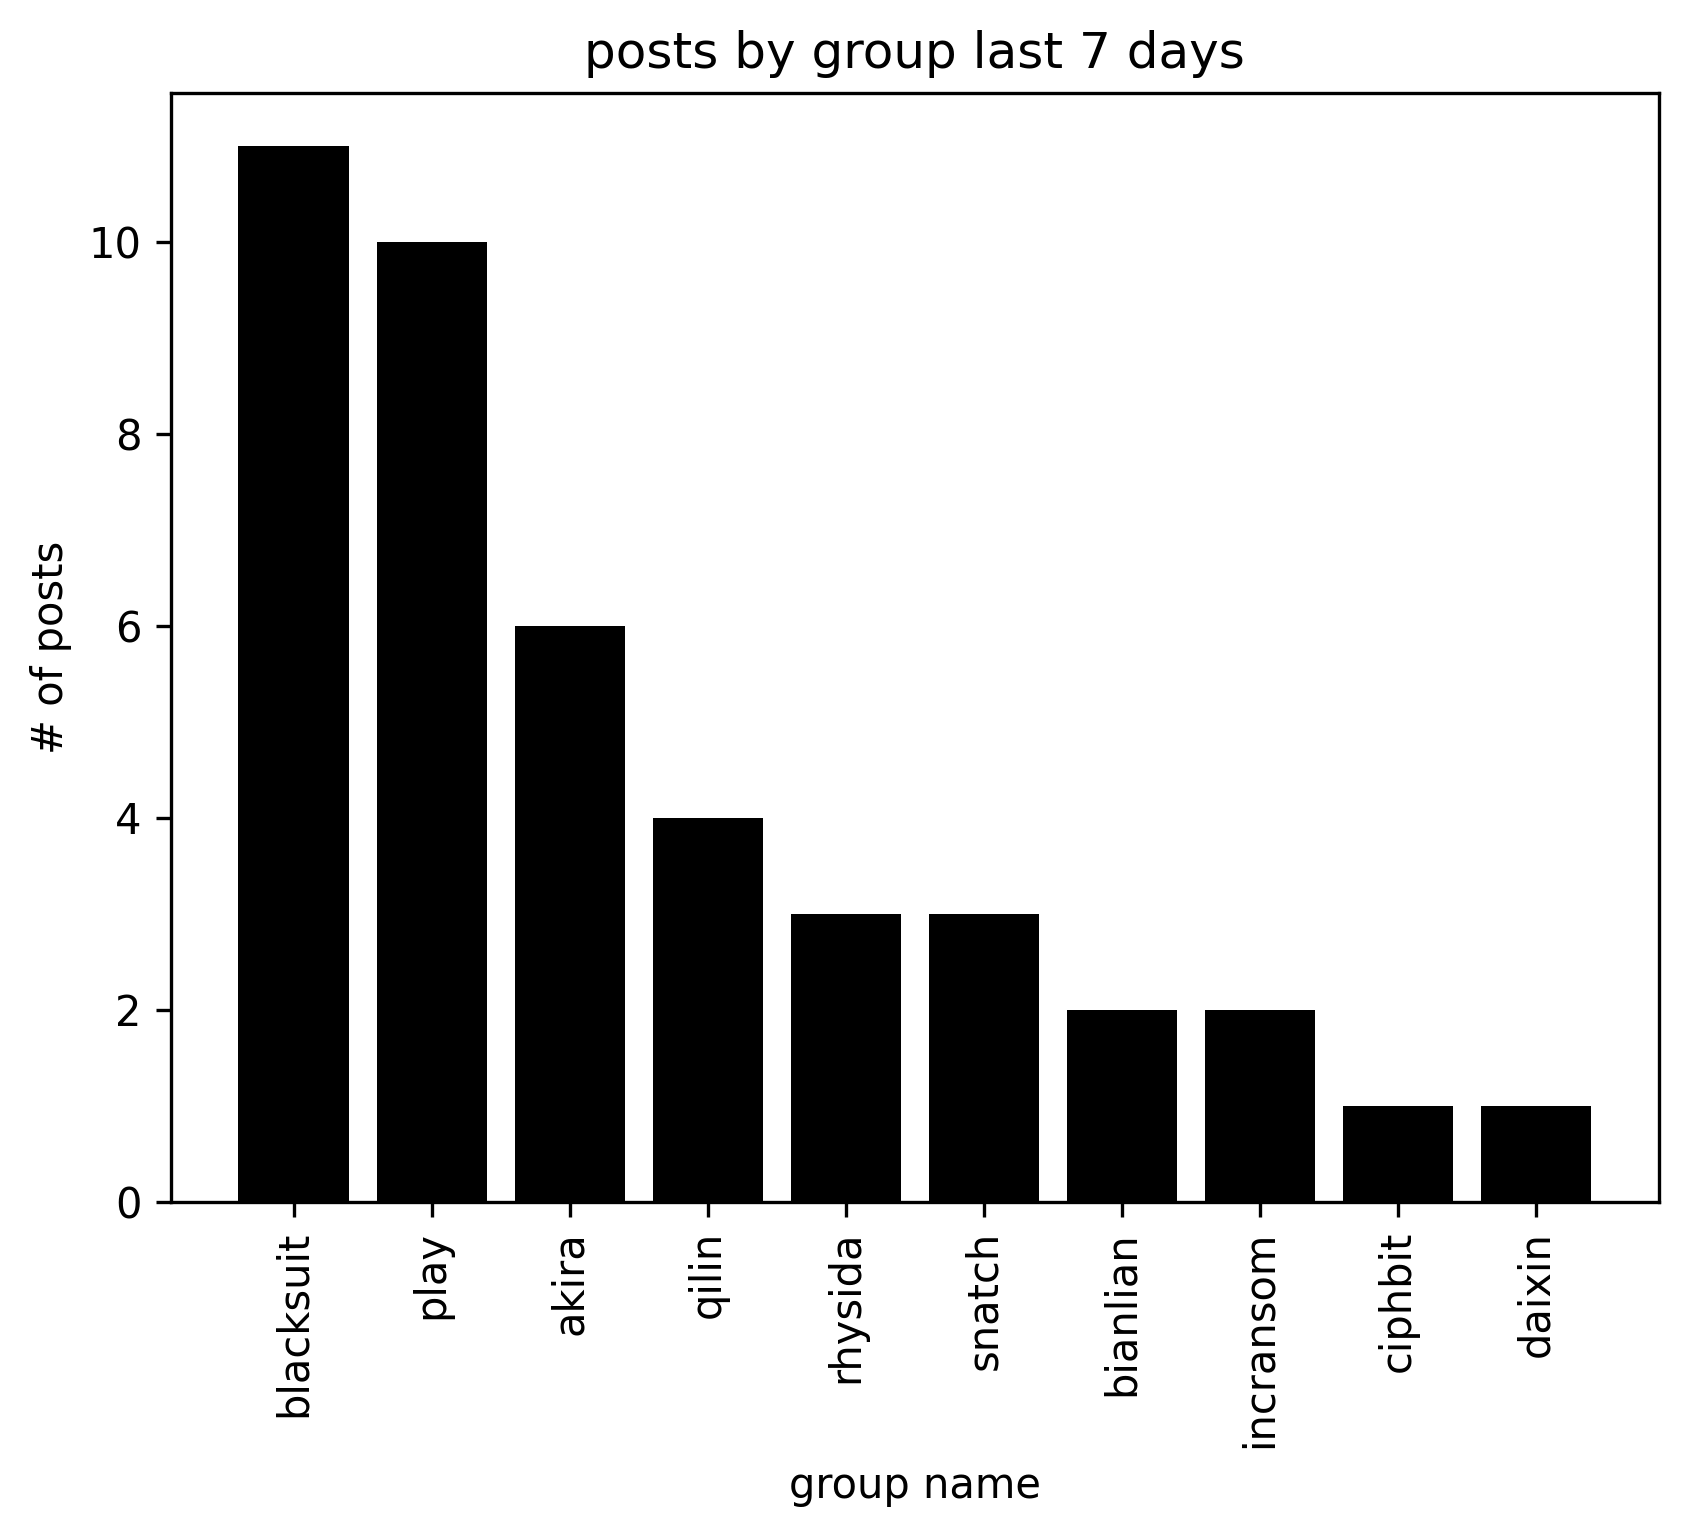 posts by group last 7 days
# of posts
10
8
6
4
2
0
blacksuit
play
akira
qilin
rhysida
snatch
bianlian
incransom
ciphbit
daixin
group name